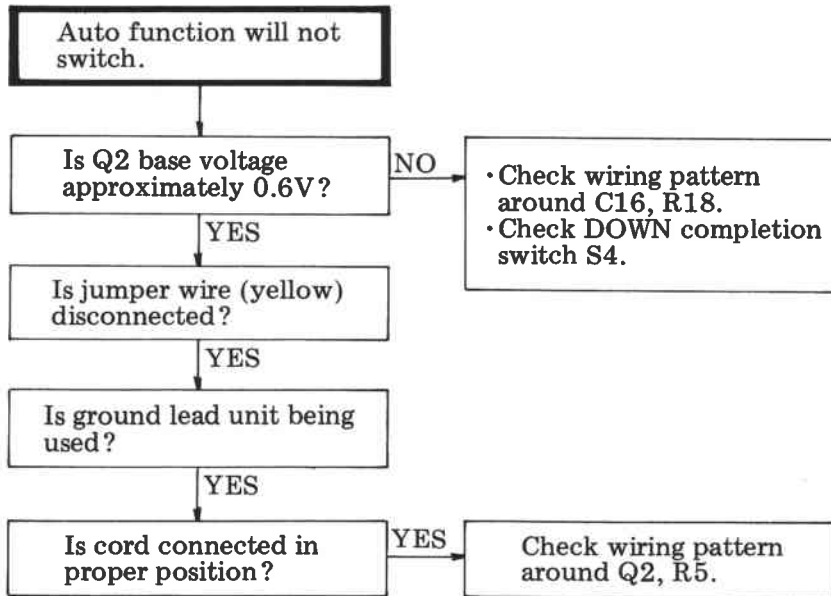 Auto function will not
switch.
Is Q2 base voltage
approximately 0.6V?
NO
·Check wiring pattern
around C16, R18.
·Check DOWN completion
switch S4.
YES
Is jumper wire (yellow)
disconnected?
YES
Is ground lead unit being
used?
YES
Is cord connected in
proper position?
YES
Check wiring pattern
around Q2, R5.